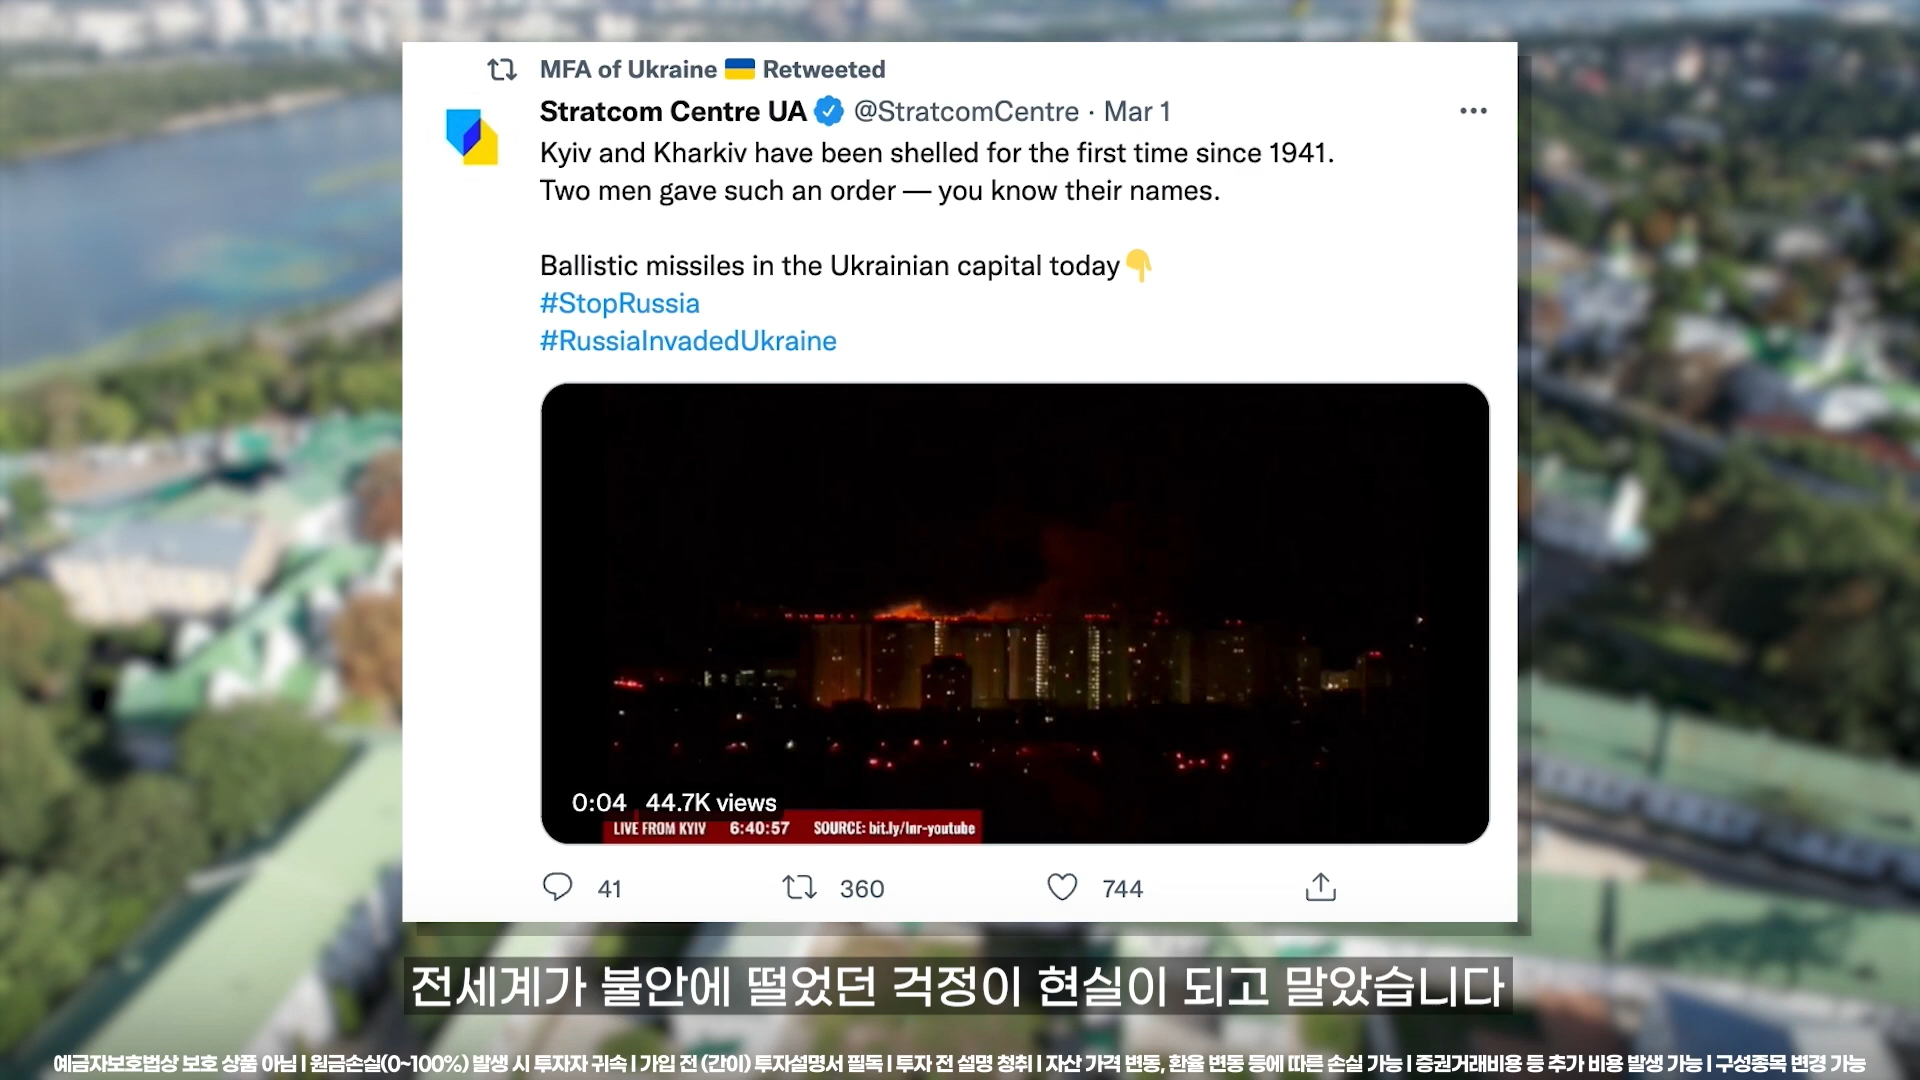 MFA of Ukraine 🇺🇦 Retweeted
Stratcom Centre UA @StratcomCentre · Mar 1
Kyiv and Kharkiv have been shelled for the first time since 1941.
Two men gave such an order — you know their names.
Ballistic missiles in the Ukrainian capital today👇
#StopRussia
#RussiaInvadedUkraine
0:04 44.7K views
LIVE FROM KYIV 6:40:57 SOURCE: bit.ly/lnr-youtube
41 360 744
전세계가 불안에 떨었던 걱정이 현실이 되고 말았습니다
예금자보호법상 보호 상품 아님 | 원금손실(0~100%) 발생 시 투자자 귀속 | 가입 전 (간이) 투자설명서 필독 | 투자 전 설명 청취 | 자산 가격 변동, 환율 변동 등에 따른 손실 가능 | 증권거래비용 등 추가 비용 발생 가능 | 구성종목 변경 가능